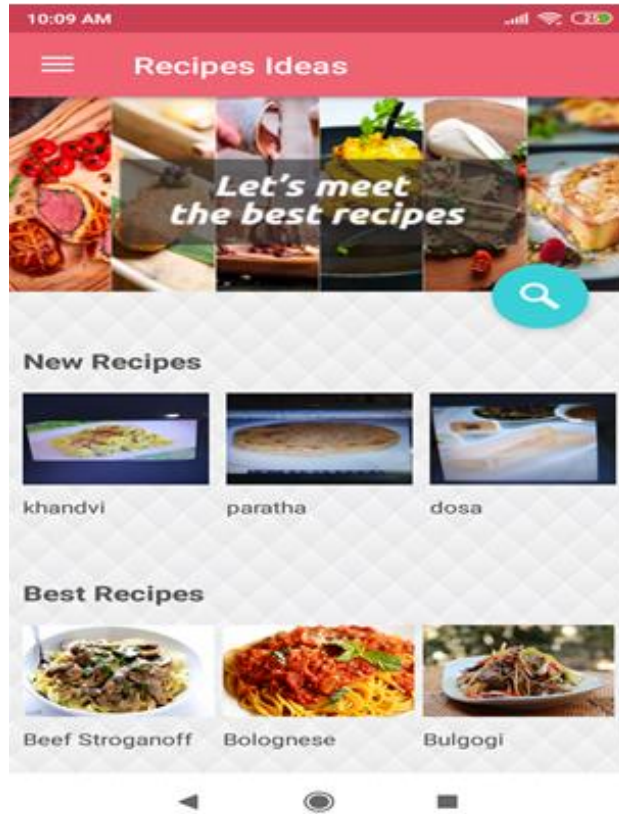 10:09 AM
25
Recipes Ideas
Let's meet
the best recipes
New Recipes
khandvi
paratha
dosa
Best Recipes
Beef Stroganoff
Bolognese
Bulgogi